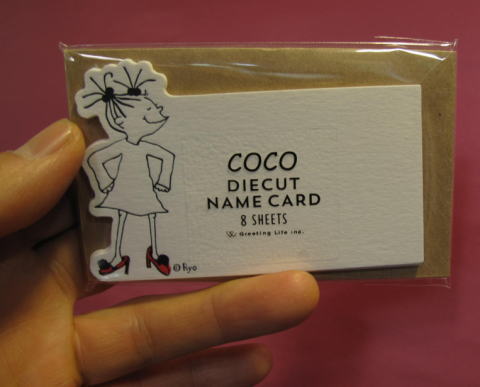 COCO
DIECUT
NAME CARD
8 SHEETS
Greeting Life inc.
© Ryo